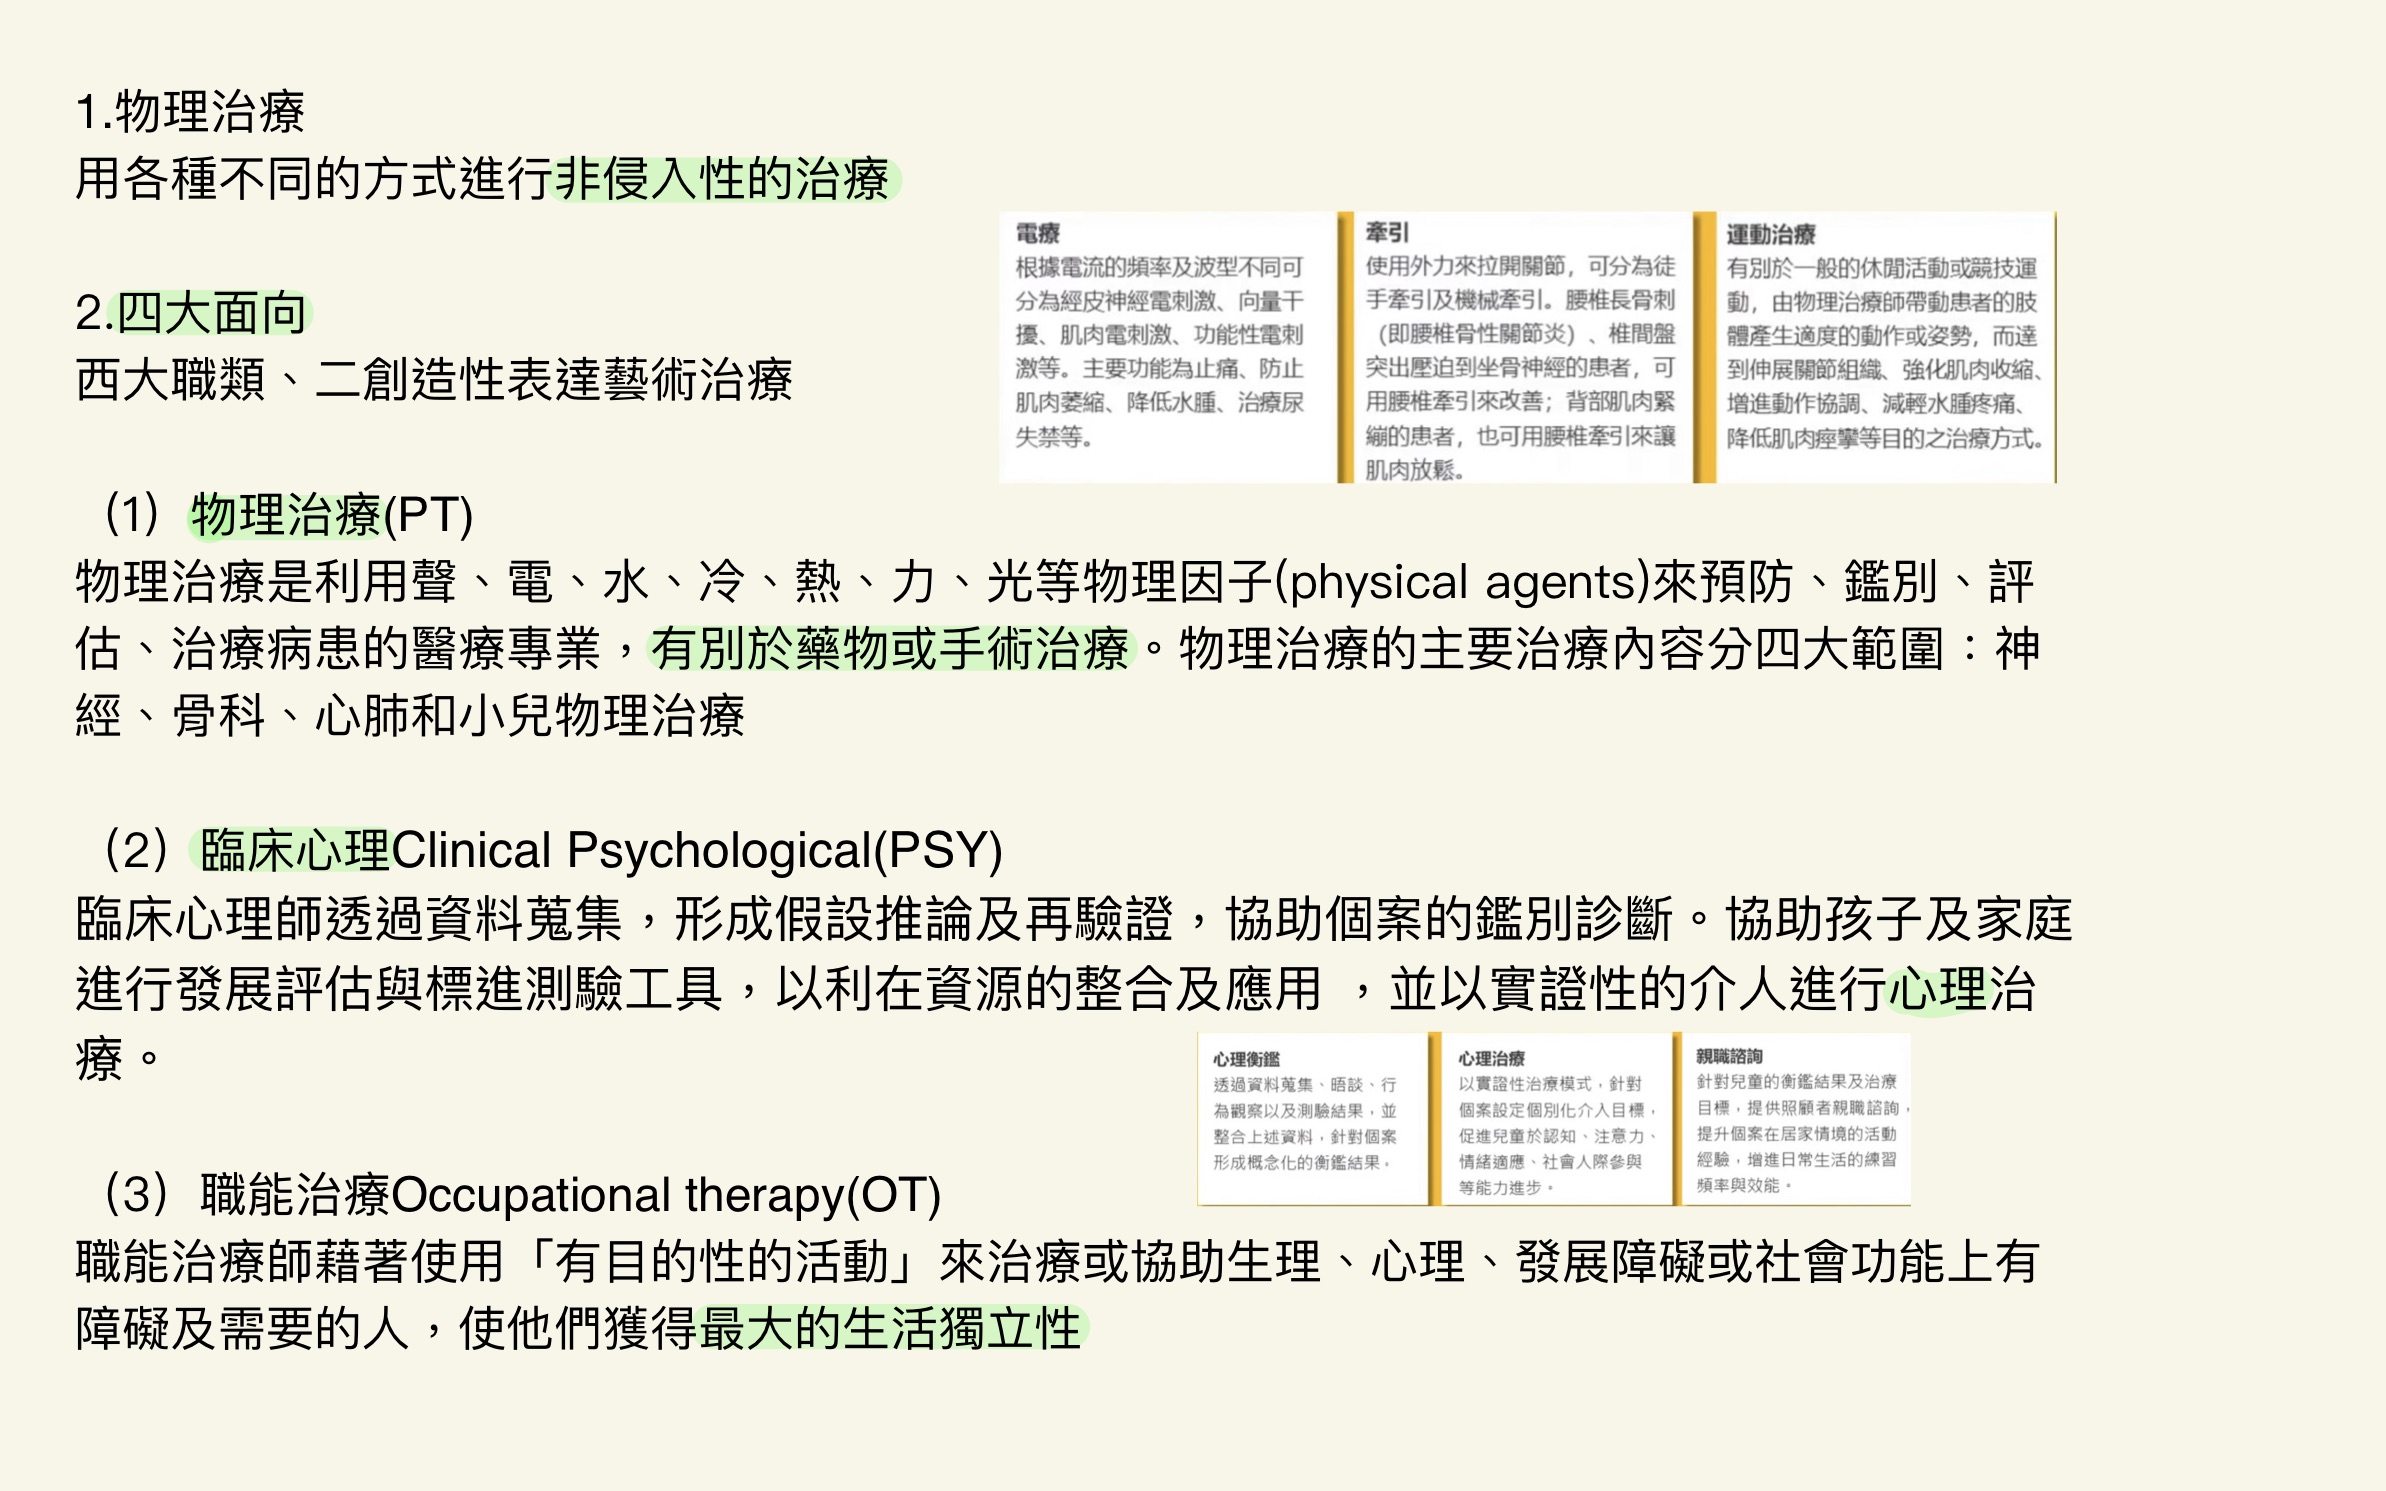 1.物理治療
用各種不同的方式進行非侵入性的治療
2.四大面向
西大職類、二創造性表達藝術治療
電療
根據電流的頻率及波型不同可
分為經皮神經電刺激、向量干
擾、肌肉電刺激、功能性電刺
激等。主要功能為止痛、防止
肌肉萎縮、降低水腫、治療尿
失禁等。
牽引
使用外力來拉開關節，可分為徒
手牽引及機械牽引。腰椎長骨刺
（即腰椎骨性關節炎）、椎間盤
突出壓迫到坐骨神經的患者，可
用腰椎牽引來改善；背部肌肉緊
繃的患者，也可用腰椎牽引來讓
肌肉放鬆。
運動治療
有別於一般的休閒活動或競技運
動，由物理治療師帶動患者的肢
體產生適度的動作或姿勢，而達
到伸展關節組織、強化肌肉收縮、
增進動作協調、減輕水腫疼痛、
降低肌肉痙攣等目的之治療方式。
（1）物理治療(PT)
物理治療是利用聲、電、水、冷、熱、力、光等物理因子(physical agents)來預防、鑑別、評
估、治療病患的醫療專業，有別於藥物或手術治療。物理治療的主要治療內容分四大範圍：神
經、骨科、心肺和小兒物理治療
（2）臨床心理Clinical Psychological(PSY)
臨床心理師透過資料蒐集，形成假設推論及再驗證，協助個案的鑑別診斷。協助孩子及家庭
進行發展評估與標進測驗工具，以利在資源的整合及應用 ，並以實證性的介人進行心理治
療。
心理衡鑑
透過資料蒐集、晤談、行
為觀察以及測驗結果，並
整合上述資料，針對個案
形成概念化的衡鑑結果。
心理治療
以實證性治療模式，針對
個案設定個別化介入目標，
促進兒童於認知、注意力、
情緒適應、社會人際參與
等能力進步。
親職諮詢
針對兒童的衡鑑結果及治療
目標，提供照顧者親職諮詢，
提升個案在居家情境的活動
經驗，增進日常生活的練習
頻率與效能。
（3）職能治療Occupational therapy(OT)
職能治療師藉著使用「有目的性的活動」來治療或協助生理、心理、發展障礙或社會功能上有
障礙及需要的人，使他們獲得最大的生活獨立性